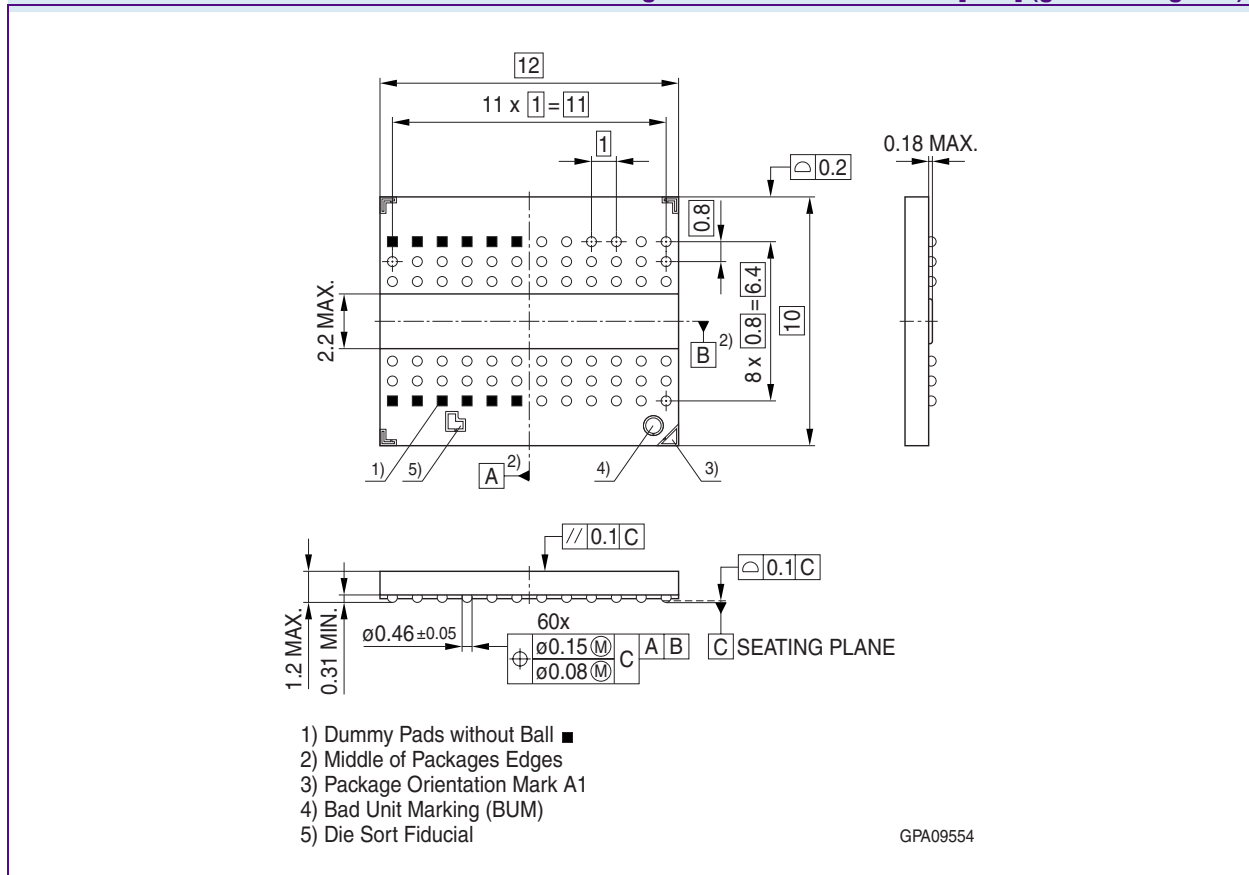 12
11 x 1 = 11
1
0.18 MAX.
⌓ 0.2
0.8
2.2 MAX.
8 x 0.8 = 6.4
10
B 2)
1) 5) A 2) 4) 3)
// 0.1 C
⌓ 0.1 C
1.2 MAX.
0.31 MIN.
ø0.46 ±0.05
60x
⌖ ø0.15 Ⓜ C A B
ø0.08 Ⓜ
C SEATING PLANE
1) Dummy Pads without Ball ■
2) Middle of Packages Edges
3) Package Orientation Mark A1
4) Bad Unit Marking (BUM)
5) Die Sort Fiducial
GPA09554